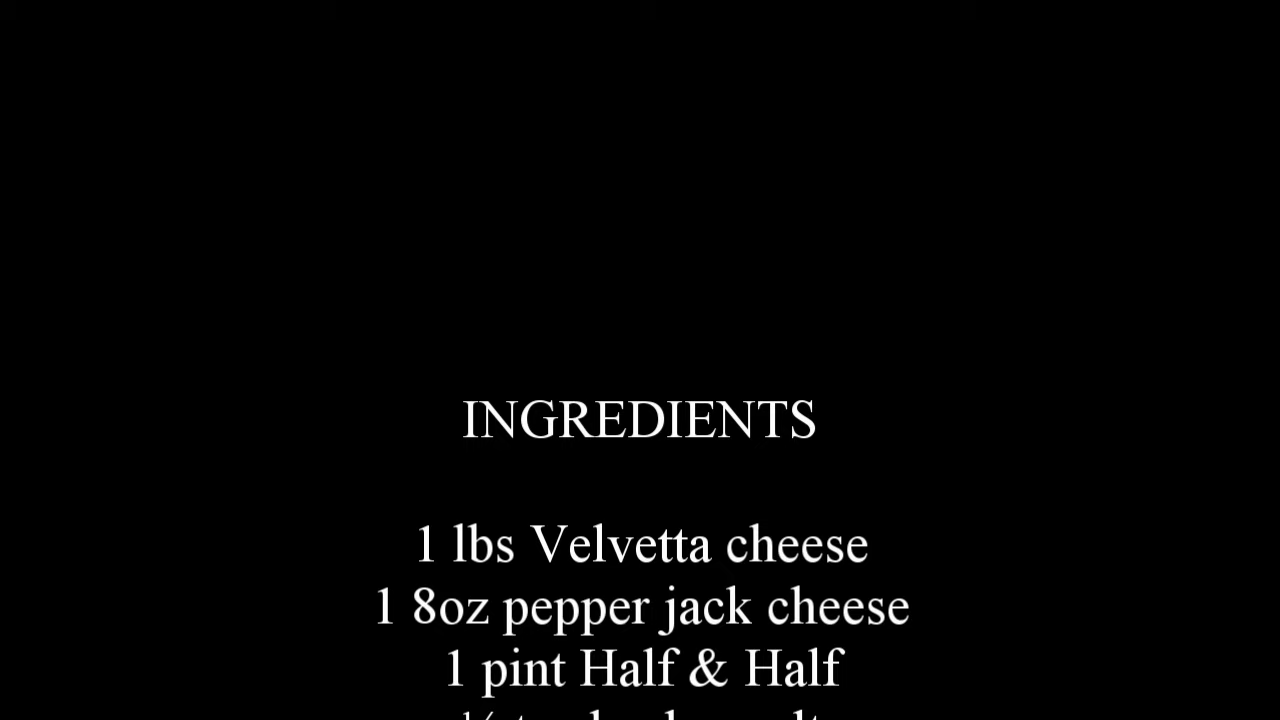 INGREDIENTS
1 lbs Velvetta cheese
1 8oz pepper jack cheese
1 pint Half & Half